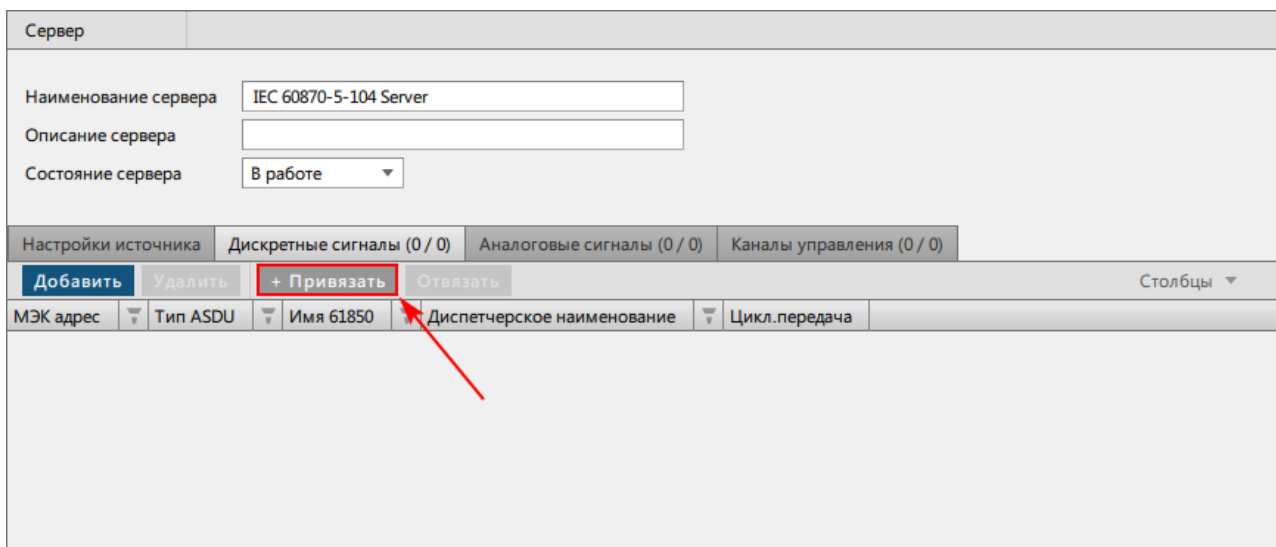 Сервер
Наименование сервера IEC 60870-5-104 Server
Описание сервера
Состояние сервера В работе
Настройки источника Дискретные сигналы (0 / 0) Аналоговые сигналы (0 / 0) Каналы управления (0 / 0)
Добавить Удалить + Привязать Отвязать Столбцы
МЭК адрес Тип ASDU Имя 61850 Диспетчерское наименование Цикл.передача